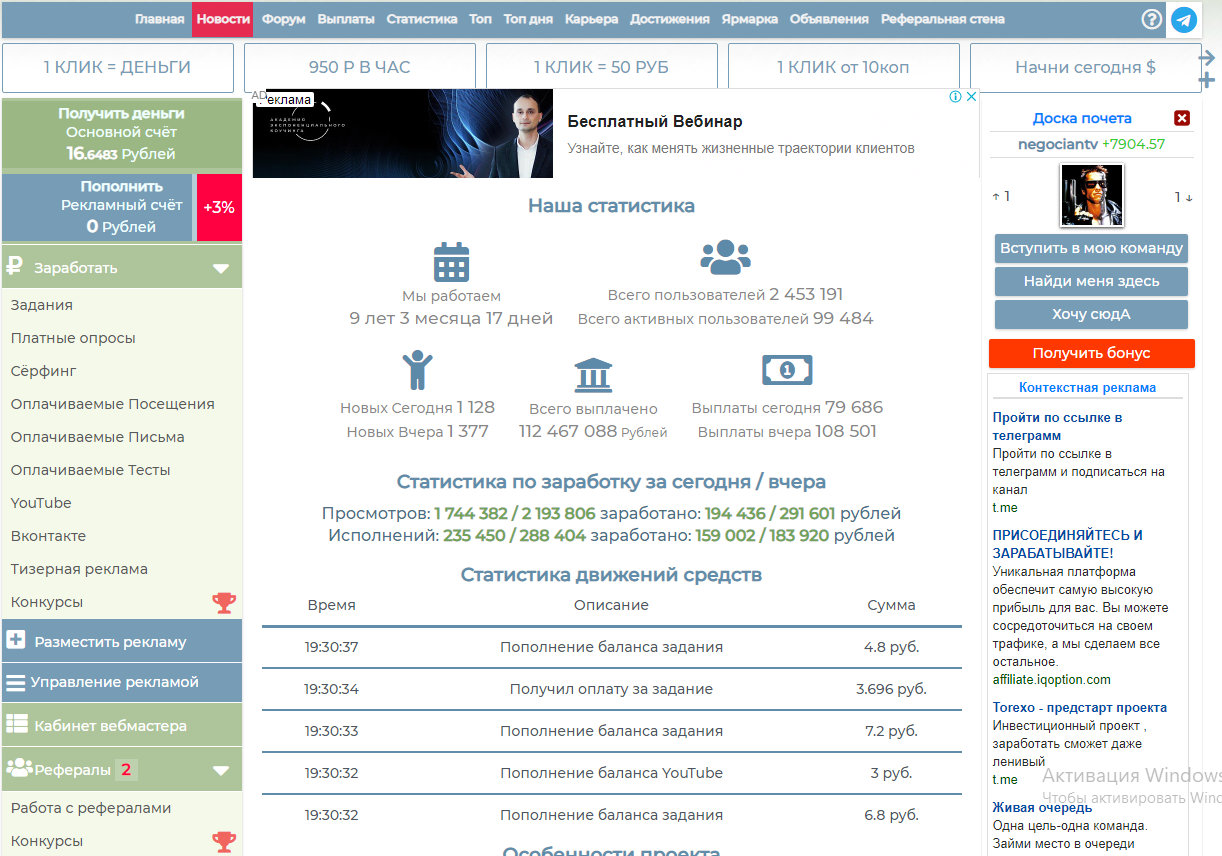 Главная Новости Форум Выплаты Статистика Топ Топ дня Карьера Достижения Ярмарка Объявления Реферальная стена
1 КЛИК = ДЕНЬГИ
950 Р В ЧАС
1 КЛИК = 50 РУБ
1 КЛИК от 10коп
Начни сегодня $
Получить деньги
Основной счёт
16.6483 Рублей
Пополнить
Рекламный счёт
0 Рублей
+3%
₽ Заработать
Задания
Платные опросы
Сёрфинг
Оплачиваемые Посещения
Оплачиваемые Письма
Оплачиваемые Тесты
YouTube
Вконтакте
Тизерная реклама
Конкурсы
Разместить рекламу
Управление рекламой
Кабинет вебмастера
Рефералы 2
Работа с рефералами
Конкурсы
AD
Реклама
АКАДЕМИЯ
ЭКСПОНЕНЦИАЛЬНОГО
КОУЧИНГА
Бесплатный Вебинар
Узнайте, как менять жизненные траектории клиентов
Наша статистика
Мы работаем
9 лет 3 месяца 17 дней
Всего пользователей 2 453 191
Всего активных пользователей 99 484
Новых Сегодня 1 128
Новых Вчера 1 377
Всего выплачено
112 467 088 Рублей
1
Выплаты сегодня 79 686
Выплаты вчера 108 501
Статистика по заработку за сегодня / вчера
Просмотров: 1 744 382 / 2 193 806 заработано: 194 436 / 291 601 рублей
Исполнений: 235 450 / 288 404 заработано: 159 002 / 183 920 рублей
Статистика движений средств
Время Описание Сумма
19:30:37 Пополнение баланса задания 4.8 руб.
19:30:34 Получил оплату за задание 3.696 руб.
19:30:33 Пополнение баланса задания 7.2 руб.
19:30:32 Пополнение баланса YouTube 3 руб.
19:30:32 Пополнение баланса задания 6.8 руб.
Особенности проекта
Доска почета
negociantv +7904.57
↑ 1
1 ↓
Вступить в мою команду
Найди меня здесь
Хочу сюдА
Получить бонус
Контекстная реклама
Пройти по ссылке в
телеграмм
Пройти по ссылке в
телеграмм и подписаться на
канал
t.me
ПРИСОЕДИНЯЙТЕСЬ И
ЗАРАБАТЫВАЙТЕ!
Уникальная платформа
обеспечит самую высокую
прибыль для вас. Вы можете
сосредоточиться на своем
трафике, а мы сделаем все
остальное.
affiliate.iqoption.com
Torexo - предстарт проекта
Инвестиционный проект ,
заработать сможет даже
ленивый
t.me
Живая очередь
Одна цель-одна команда.
Займи место в очереди
Активация Windows
Чтобы активировать Wind